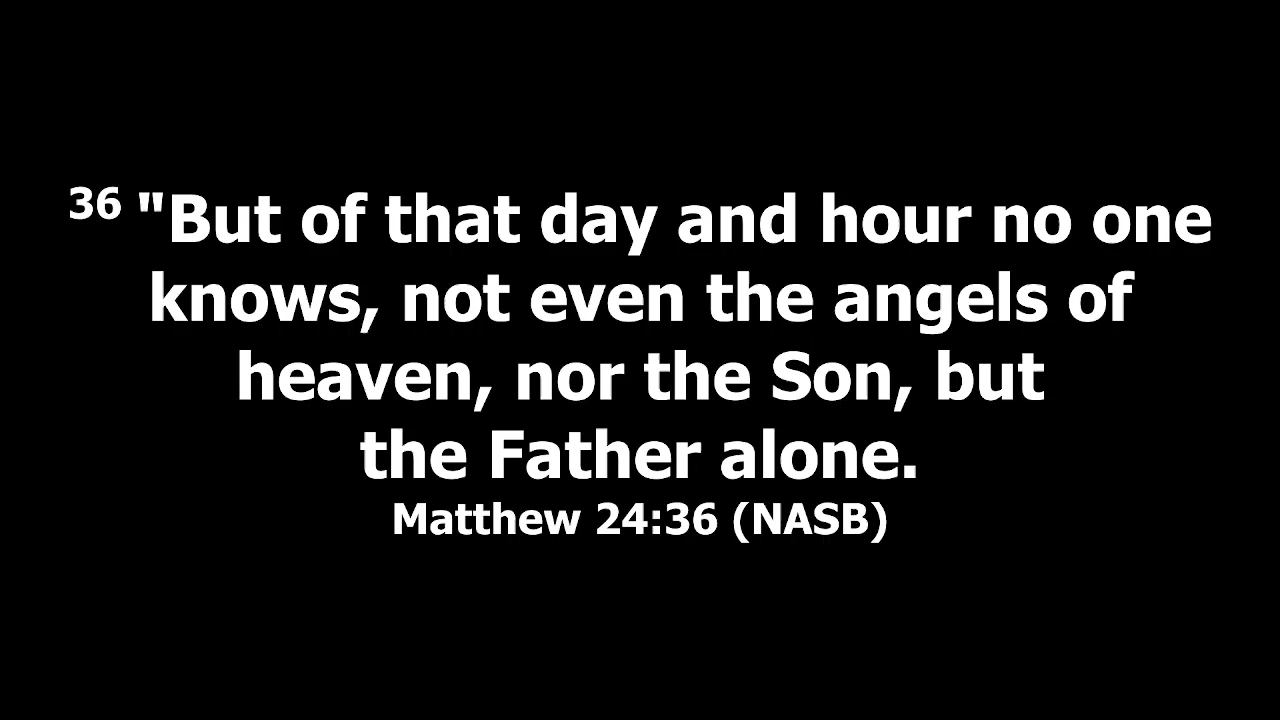 36 "But of that day and hour no one
knows, not even the angels of
heaven, nor the Son, but
the Father alone.
Matthew 24:36 (NASB)